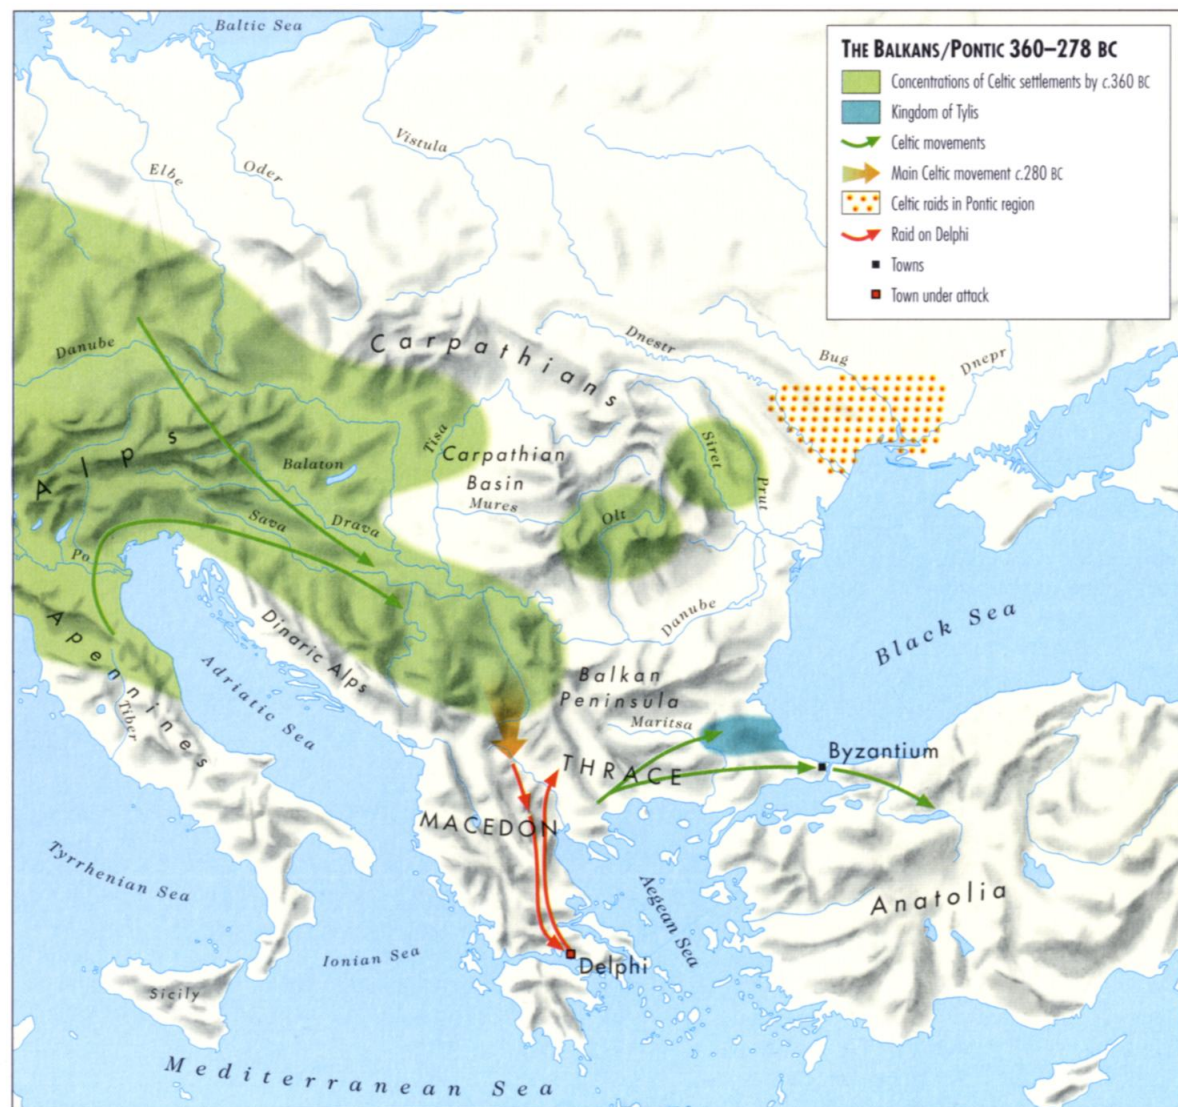 Baltic Sea
THE BALKANS/PONTIC 360–278 BC
Concentrations of Celtic settlements by c.360 BC
Kingdom of Tylis
Celtic movements
Main Celtic movement c.280 BC
Celtic raids in Pontic region
Raid on Delphi
Towns
Town under attack
Vistula
Elbe
Oder
Danube
Carpathians
Dnestr
Bug
Dnepr
Alps
Tisa
Siret
Carpathian
Basin
Balaton
Mures
Prut
Olt
Sava
Drava
Po
Danube
Black Sea
Apennines
Dinaric Alps
Adriatic Sea
Tiber
Balkan
Peninsula
Maritsa
Byzantium
THRACE
MACEDON
Tyrrhenian Sea
Aegean Sea
Anatolia
Ionian Sea
Delphi
Sicily
Mediterranean Sea